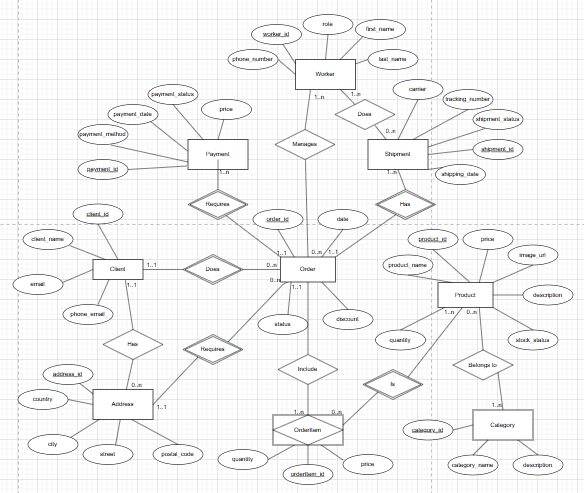 role
worker_id
first_name
phone_number
last_name
Worker
payment_status
carrier
1..n
1..n
tracking_number
payment_date
price
Does
shipment_status
payment_method
0..n
Payment
Manages
Shipment
shipment_id
payment_id
1..n
1..n
shipping_date
Requires
Has
client_id
order_id
date
client_name
product_id
price
1..1
0..n
1..1
image_url
Client
1..1
Does
0..n
Order
product_name
email
0..n
1..1
1..1
Product
description
phone_email
status
discount
1..n
0..n
quantity
stock_status
Has
Requires
Include
Belongs to
address_id
Is
0..n
country
Address
1..1
1..n
0..n
1..n
city
street
postal_code
OrderItem
category_id
Category
quantity
price
orderItem_id
category_name
description